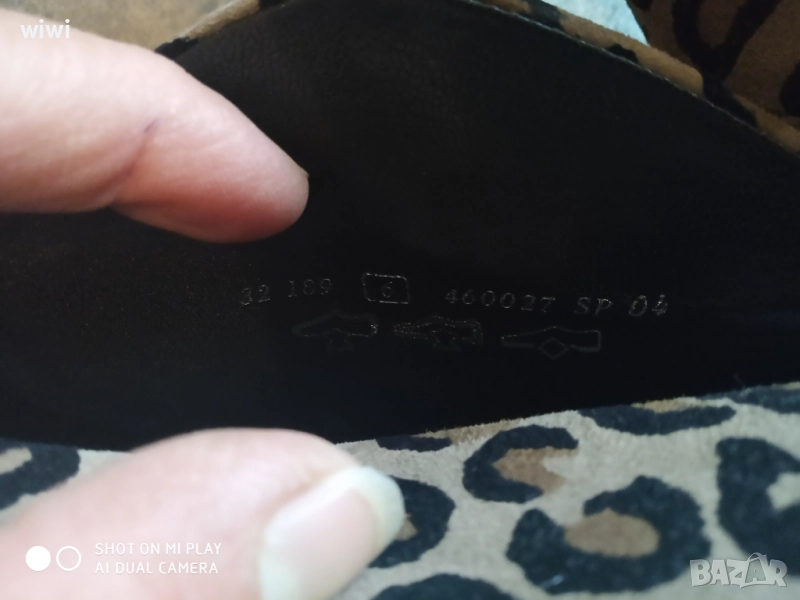 wiwi
32 189 6 460027 SP 04
SHOT ON MI PLAY
AI DUAL CAMERA
BAZAR